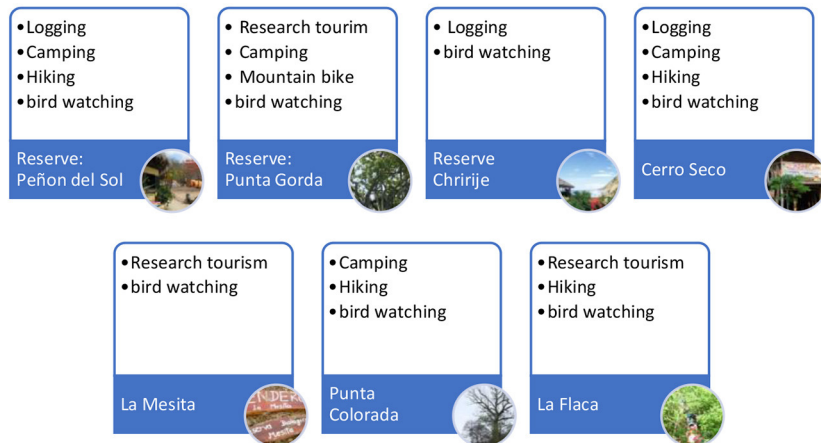 •Logging
•Camping
•Hiking
•bird watching
Reserve:
Peñon del Sol
• Research tourim
• Camping
• Mountain bike
•bird watching
Reserve:
Punta Gorda
• Logging
•bird watching
Reserve
Chririje
•Logging
•Camping
•Hiking
•bird watching
Cerro Seco
•Research tourism
•bird watching
La Mesita
•Camping
•Hiking
•bird watching
Punta
Colorada
•Research tourism
•Hiking
•bird watching
La Flaca